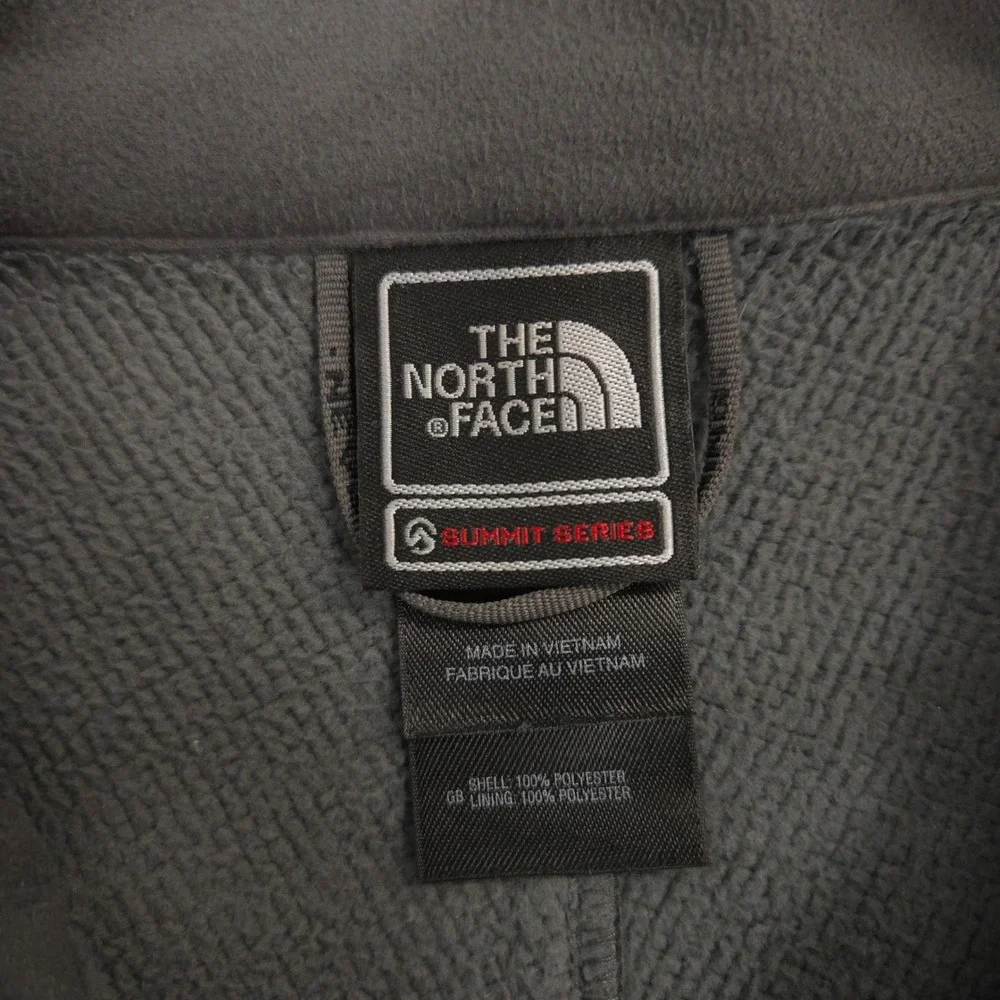 THE
NORTH
®FACE
SUMMIT SERIES
MADE IN VIETNAM
FABRIQUE AU VIETNAM
SHELL: 100% POLYESTER
GB LINING: 100% POLYESTER